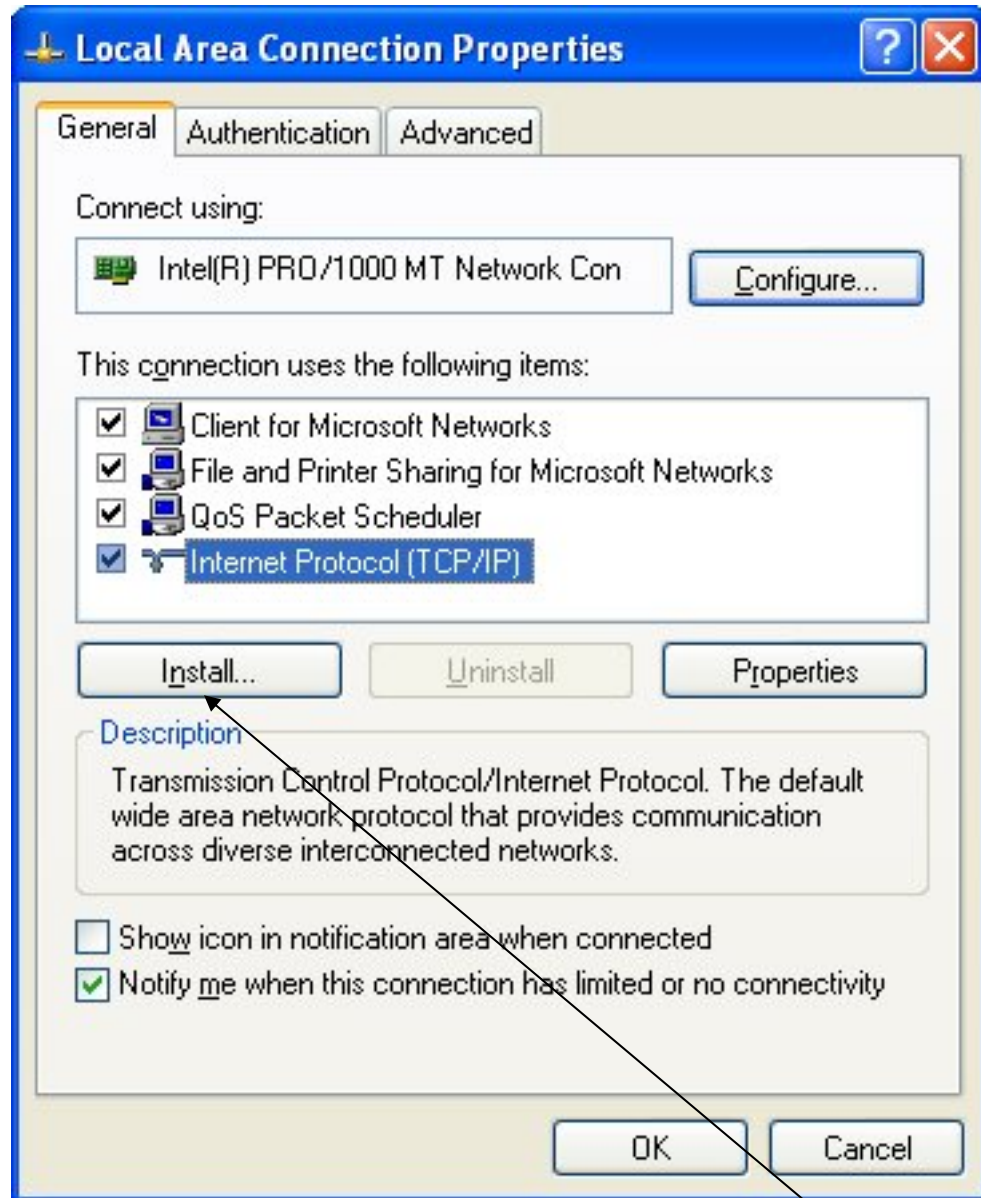 Local Area Connection Properties
General Authentication Advanced
Connect using:
Intel(R) PRO/1000 MT Network Con
Configure...
This connection uses the following items:
Client for Microsoft Networks
File and Printer Sharing for Microsoft Networks
QoS Packet Scheduler
Internet Protocol (TCP/IP)
Install... Uninstall Properties
Description
Transmission Control Protocol/Internet Protocol. The default
wide area network protocol that provides communication
across diverse interconnected networks.
Show icon in notification area when connected
Notify me when this connection has limited or no connectivity
OK Cancel